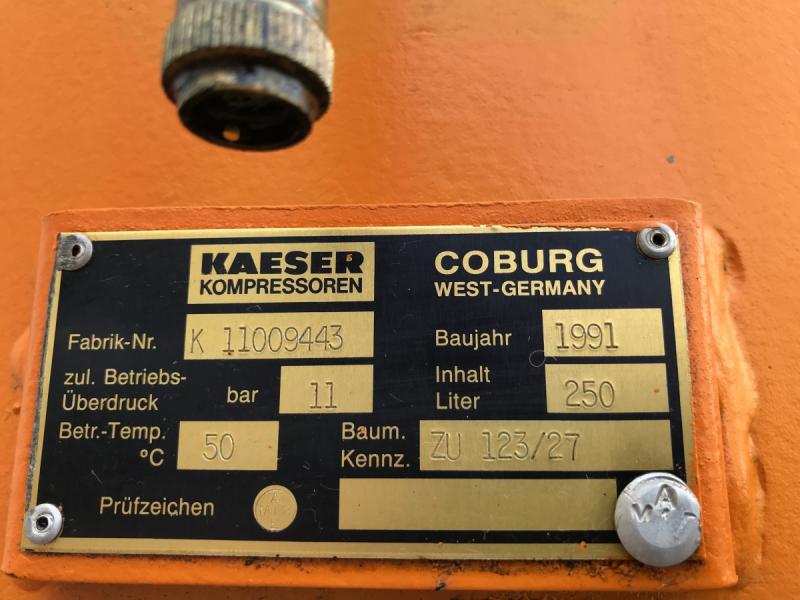 KAESER
KOMPRESSOREN
COBURG
WEST-GERMANY
Fabrik-Nr. K 11009443
Baujahr 1991
zul. Betriebs-
Überdruck bar 11
Inhalt
Liter 250
Betr.-Temp.
°C 50
Baum.
Kennz. ZU 123/27
Prüfzeichen